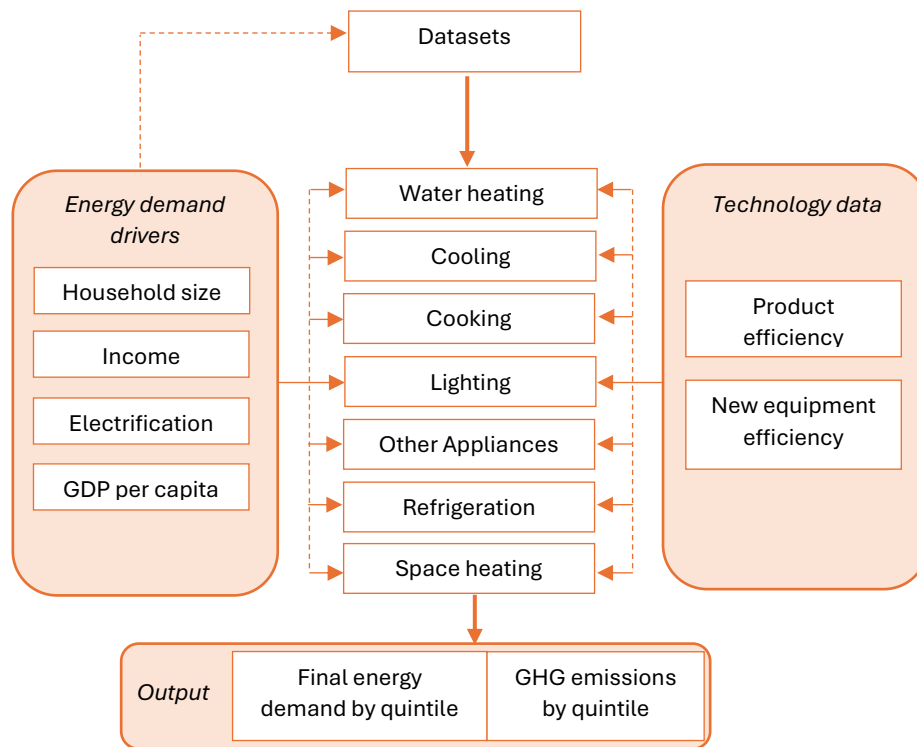 Datasets
Energy demand
drivers
Household size
Income
Electrification
GDP per capita
Water heating
Cooling
Cooking
Lighting
Other Appliances
Refrigeration
Space heating
Technology data
Product
efficiency
New equipment
efficiency
Output
Final energy
demand by quintile
GHG emissions
by quintile